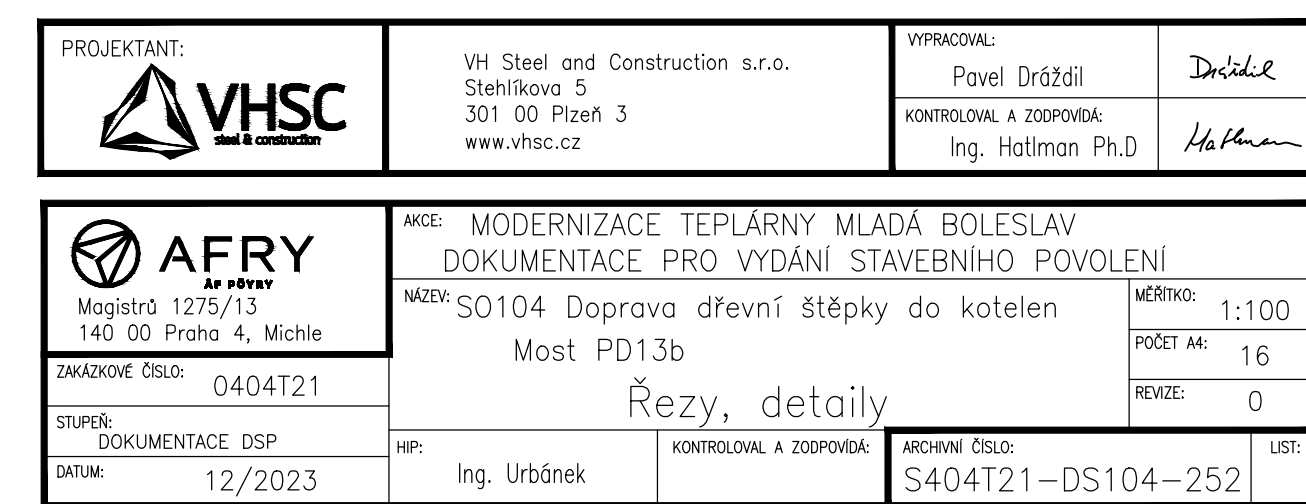 PROJEKTANT:
VHSC
steel & construction
VH Steel and Construction s.r.o.
Stehlíkova 5
301 00 Plzeň 3
www.vhsc.cz
VYPRACOVAL:
Pavel Dráždil
Dráždil
KONTROLOVAL A ZODPOVÍDÁ:
Ing. Hatlman Ph.D
Hatlman
AFRY
ÅF PÖYRY
Magistrů 1275/13
140 00 Praha 4, Michle
ZAKÁZKOVÉ ČÍSLO:
0404T21
STUPEŇ:
DOKUMENTACE DSP
DATUM:
12/2023
AKCE: MODERNIZACE TEPLÁRNY MLADÁ BOLESLAV
DOKUMENTACE PRO VYDÁNÍ STAVEBNÍHO POVOLENÍ
NÁZEV: SO104 Doprava dřevní štěpky do kotelen
Most PD13b
Řezy, detaily
MĚŘÍTKO:
1:100
POČET A4:
16
REVIZE:
0
HIP:
Ing. Urbánek
KONTROLOVAL A ZODPOVÍDÁ:
ARCHIVNÍ ČÍSLO:
S404T21-DS104-252
LIST: